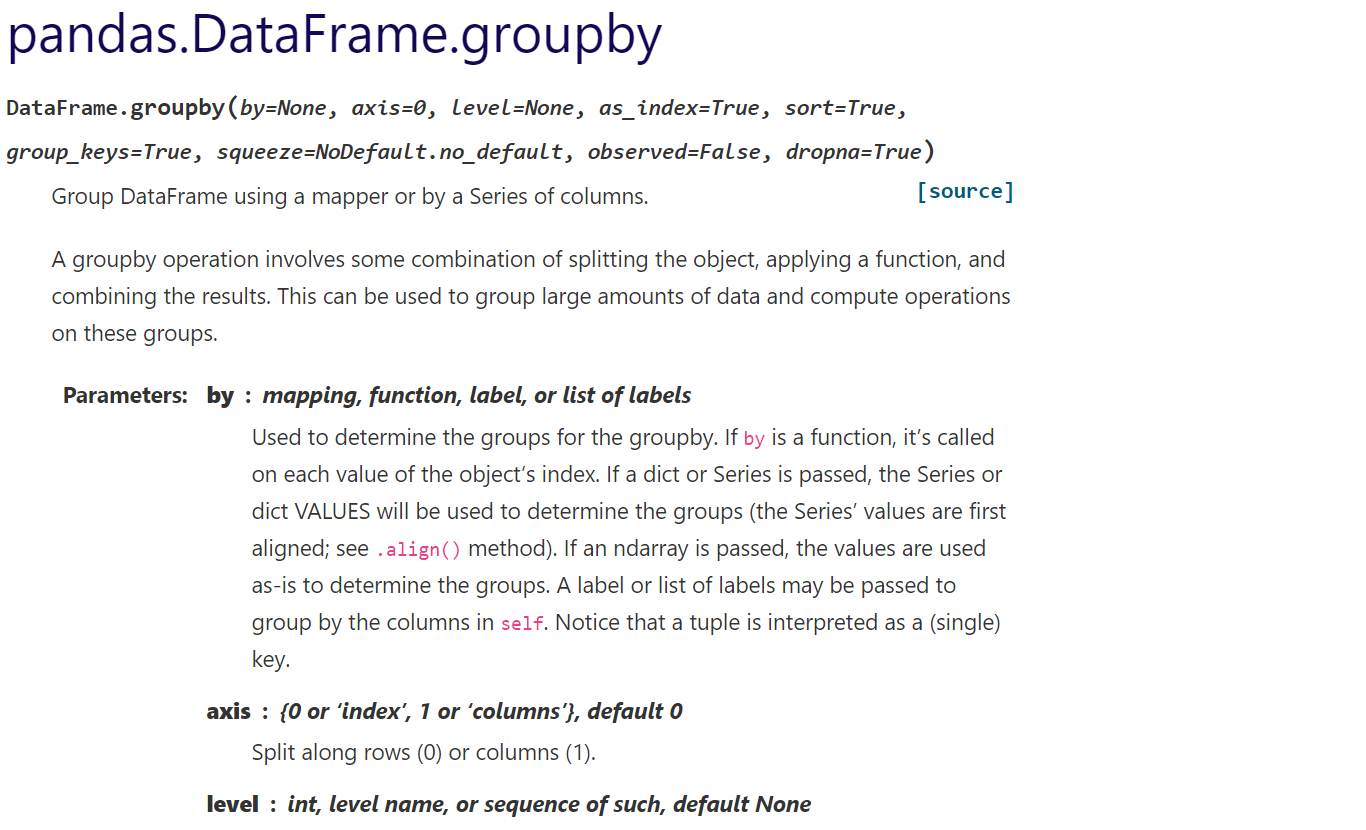 pandas.DataFrame.groupby
DataFrame.groupby(by=None, axis=0, level=None, as_index=True, sort=True,
group_keys=True, squeeze=NoDefault.no_default, observed=False, dropna=True)
[source]
Group DataFrame using a mapper or by a Series of columns.
A groupby operation involves some combination of splitting the object, applying a function, and
combining the results. This can be used to group large amounts of data and compute operations
on these groups.
Parameters: by : mapping, function, label, or list of labels
Used to determine the groups for the groupby. If by is a function, it’s called
on each value of the object’s index. If a dict or Series is passed, the Series or
dict VALUES will be used to determine the groups (the Series’ values are first
aligned; see .align() method). If an ndarray is passed, the values are used
as-is to determine the groups. A label or list of labels may be passed to
group by the columns in self. Notice that a tuple is interpreted as a (single)
key.
axis : {0 or ‘index’, 1 or ‘columns’}, default 0
Split along rows (0) or columns (1).
level : int, level name, or sequence of such, default None